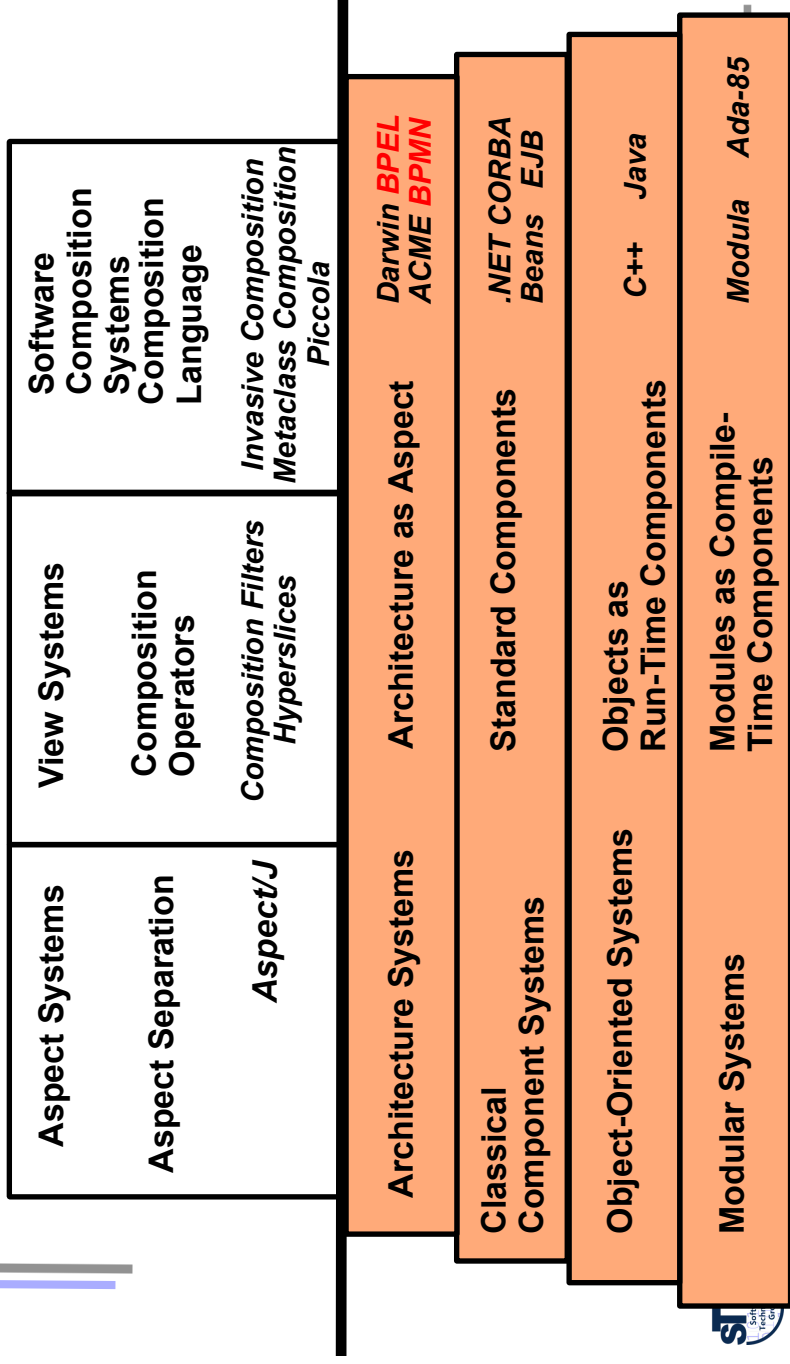 Aspect Systems
Aspect Separation
Aspect/J
View Systems
Composition
Operators
Composition Filters
Hyperslices
Software
Composition
Systems
Composition
Language
Invasive Composition
Metaclass Composition
Piccola
Architecture Systems
Architecture as Aspect
Darwin BPEL
ACME BPMN
Classical
Component Systems
Standard Components
.NET CORBA
Beans EJB
Object-Oriented Systems
Objects as
Run-Time Components
C++ Java
Modular Systems
Modules as Compile-
Time Components
Modula Ada-85
ST